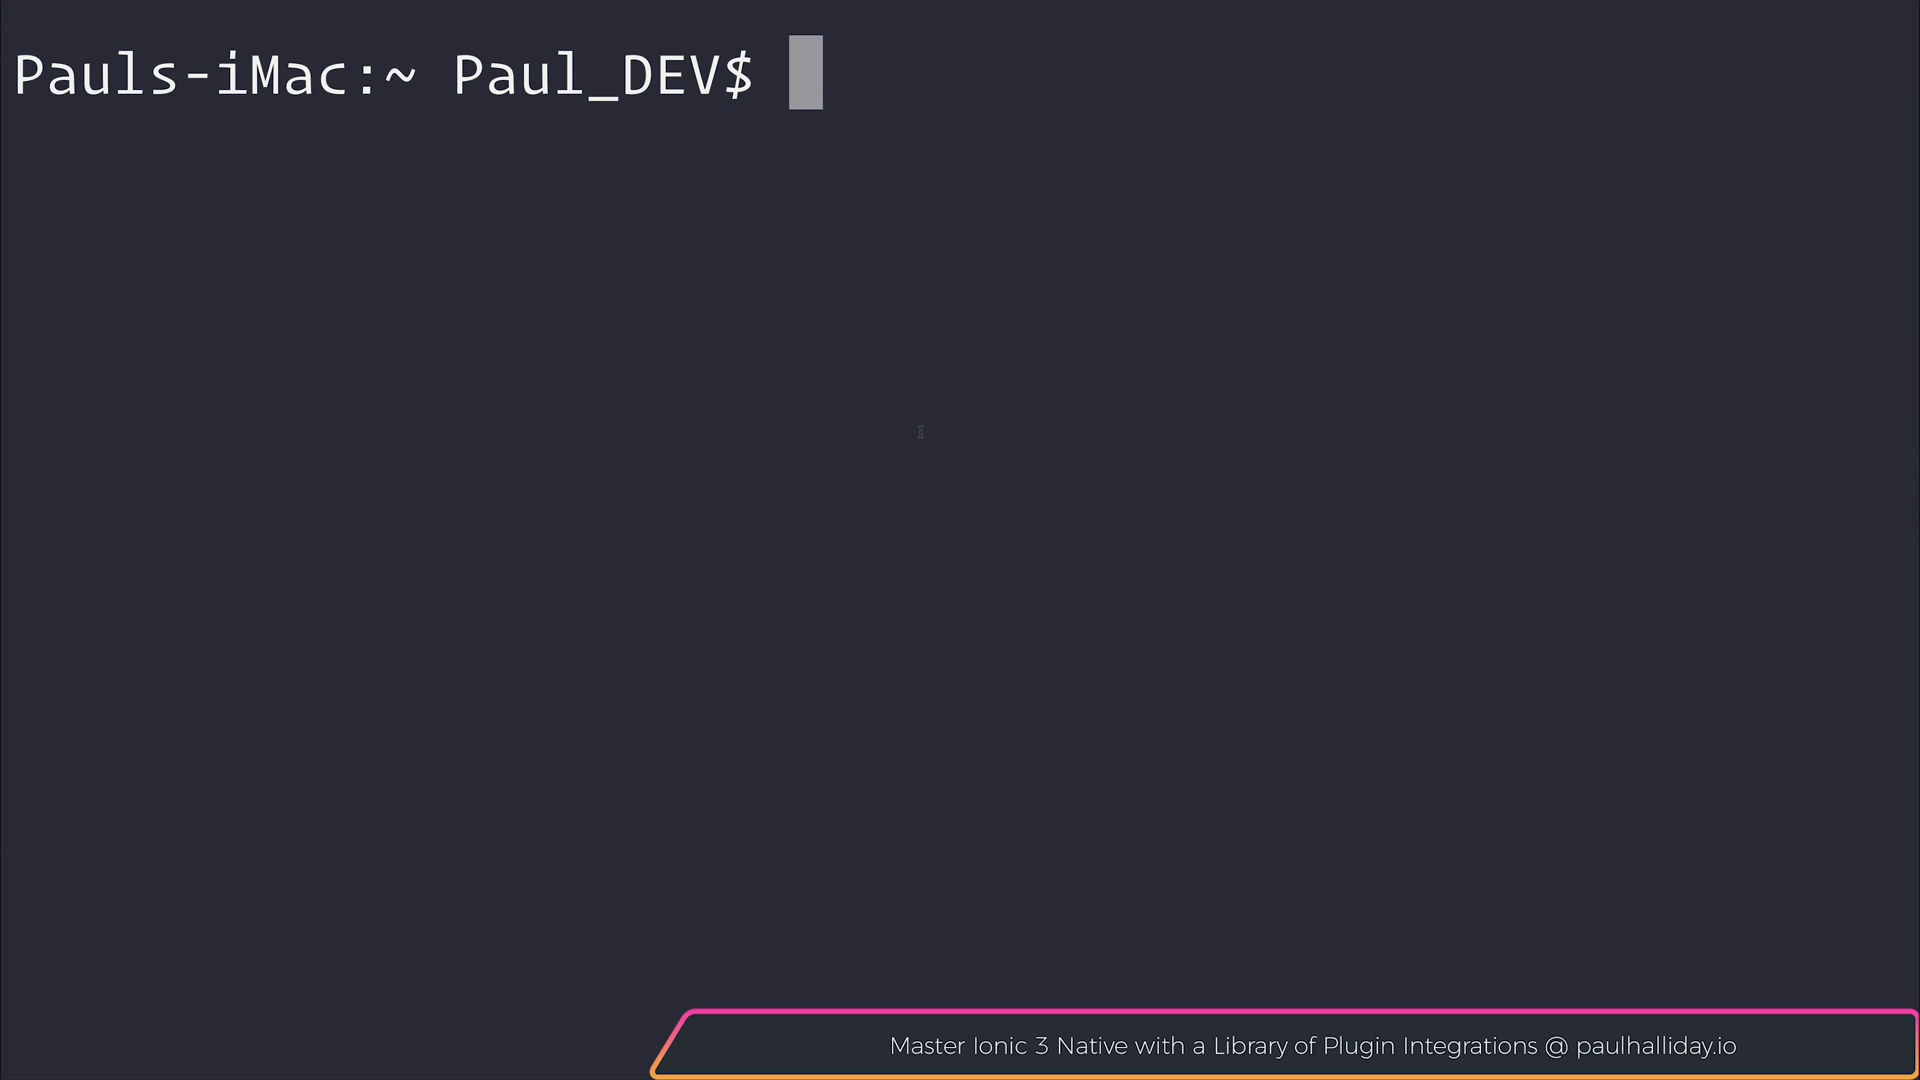 Pauls-iMac:~ Paul_DEV$
Master Ionic 3 Native with a Library of Plugin Integrations @ paulhalliday.io